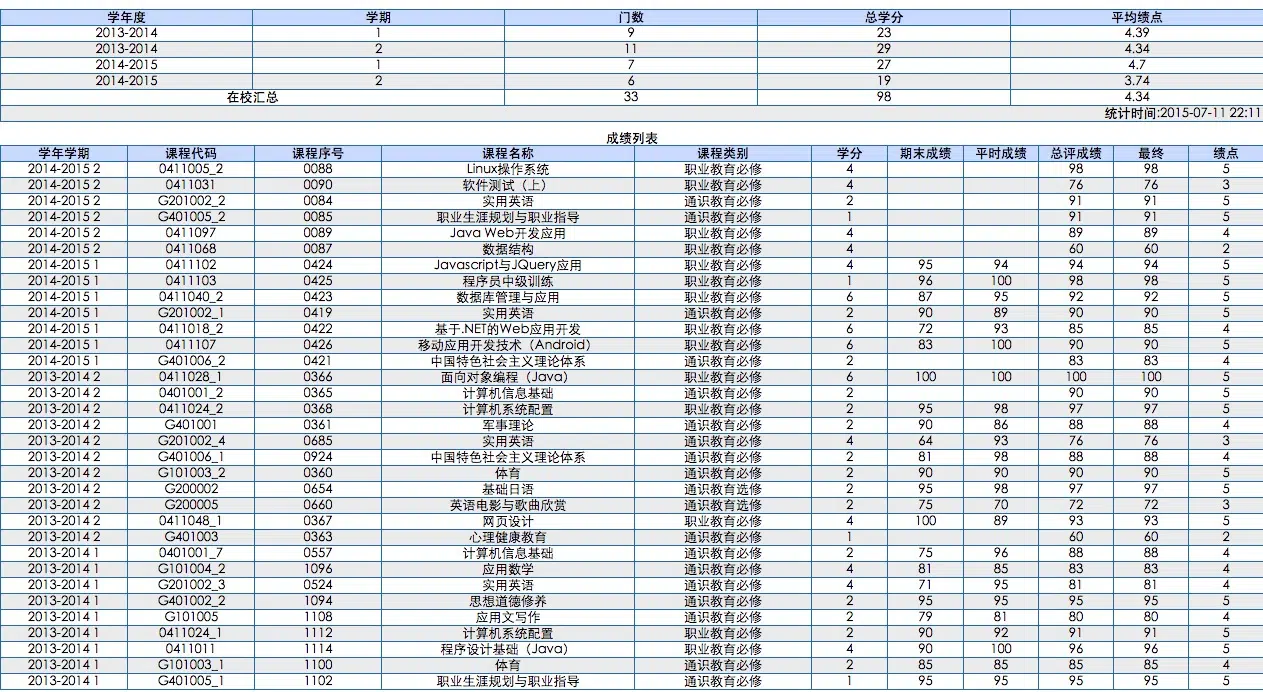 学年度 学期 门数 总学分 平均绩点
2013-2014 1 9 23 4.39
2013-2014 2 11 29 4.34
2014-2015 1 7 27 4.7
2014-2015 2 6 19 3.74
在校汇总 33 98 4.34
统计时间:2015-07-11 22:11
成绩列表
学年学期 课程代码 课程序号 课程名称 课程类别 学分 期末成绩 平时成绩 总评成绩 最终 绩点
2014-2015 2 0411005_2 0088 Linux操作系统 职业教育必修 4 98 98 5
2014-2015 2 0411031 0090 软件测试（上） 职业教育必修 4 76 76 3
2014-2015 2 G201002_2 0084 实用英语 通识教育必修 2 91 91 5
2014-2015 2 G401005_2 0085 职业生涯规划与职业指导 通识教育必修 1 91 91 5
2014-2015 2 0411097 0089 Java Web开发应用 职业教育必修 4 89 89 4
2014-2015 2 0411068 0087 数据结构 职业教育必修 4 60 60 2
2014-2015 1 0411102 0424 Javascript与JQuery应用 职业教育必修 4 95 94 94 94 5
2014-2015 1 0411103 0425 程序员中级训练 职业教育必修 1 96 100 98 98 5
2014-2015 1 0411040_2 0423 数据库管理与应用 职业教育必修 6 87 95 92 92 5
2014-2015 1 G201002_1 0419 实用英语 通识教育必修 2 90 89 90 90 5
2014-2015 1 0411018_2 0422 基于.NET的Web应用开发 职业教育必修 6 72 93 85 85 4
2014-2015 1 0411107 0426 移动应用开发技术（Android） 职业教育必修 6 83 100 90 90 5
2014-2015 1 G401006_2 0421 中国特色社会主义理论体系 通识教育必修 2 83 83 4
2013-2014 2 0411028_1 0366 面向对象编程（Java） 职业教育必修 6 100 100 100 100 5
2013-2014 2 0401001_2 0365 计算机信息基础 通识教育必修 2 90 90 5
2013-2014 2 0411024_2 0368 计算机系统配置 职业教育必修 2 95 98 97 97 5
2013-2014 2 G401001 0361 军事理论 通识教育必修 2 90 86 88 88 4
2013-2014 2 G201002_4 0685 实用英语 通识教育必修 4 64 93 76 76 3
2013-2014 2 G401006_1 0924 中国特色社会主义理论体系 通识教育必修 2 81 98 88 88 4
2013-2014 2 G101003_2 0360 体育 通识教育必修 2 90 90 90 90 5
2013-2014 2 G200002 0654 基础日语 通识教育选修 2 95 98 97 97 5
2013-2014 2 G200005 0660 英语电影与歌曲欣赏 通识教育选修 2 75 70 72 72 3
2013-2014 2 0411048_1 0367 网页设计 职业教育必修 4 100 89 93 93 5
2013-2014 2 G401003 0363 心理健康教育 通识教育必修 1 60 60 2
2013-2014 1 0401001_7 0557 计算机信息基础 通识教育必修 2 75 96 88 88 4
2013-2014 1 G101004_2 1096 应用数学 通识教育必修 4 81 85 83 83 4
2013-2014 1 G201002_3 0524 实用英语 通识教育必修 4 71 95 81 81 4
2013-2014 1 G401002_2 1094 思想道德修养 通识教育必修 2 95 95 95 95 5
2013-2014 1 G101005 1108 应用文写作 通识教育必修 2 79 81 80 80 4
2013-2014 1 0411024_1 1112 计算机系统配置 职业教育必修 2 90 92 91 91 5
2013-2014 1 0411011 1114 程序设计基础（Java） 职业教育必修 4 90 100 96 96 5
2013-2014 1 G101003_1 1100 体育 通识教育必修 2 85 85 85 85 4
2013-2014 1 G401005_1 1102 职业生涯规划与职业指导 通识教育必修 1 95 95 95 95 5